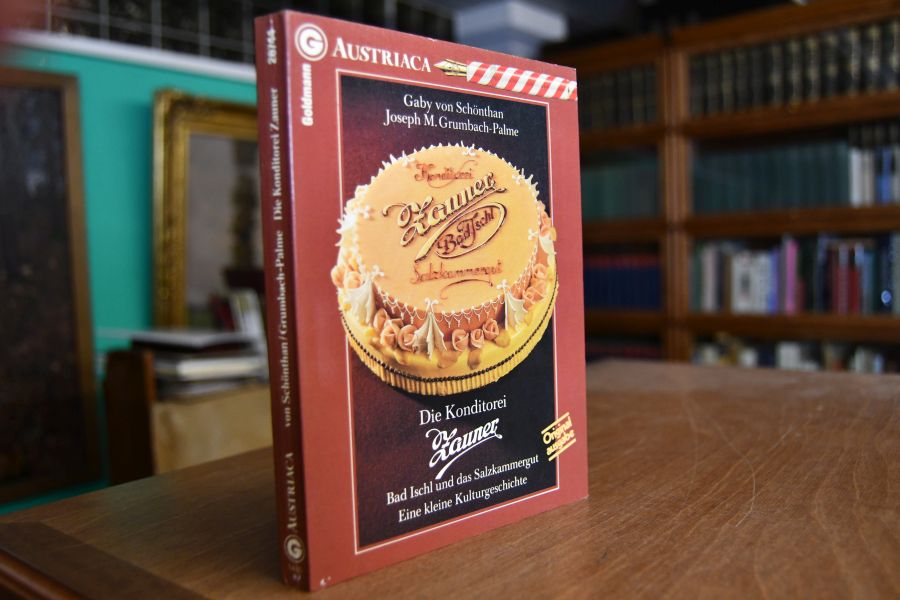 G AUSTRIACA
Goldmann
Gaby von Schönthan
Joseph M. Grumbach-Palme
Konditorei
Zauner
Bad Ischl
Salzkammergut
Die Konditorei
Zauner
Bad Ischl und das Salzkammergut
Eine kleine Kulturgeschichte
Original
ausgabe
G AUSTRIACA von Schönthan/Grumbach-Palme Die Konditorei Zauner